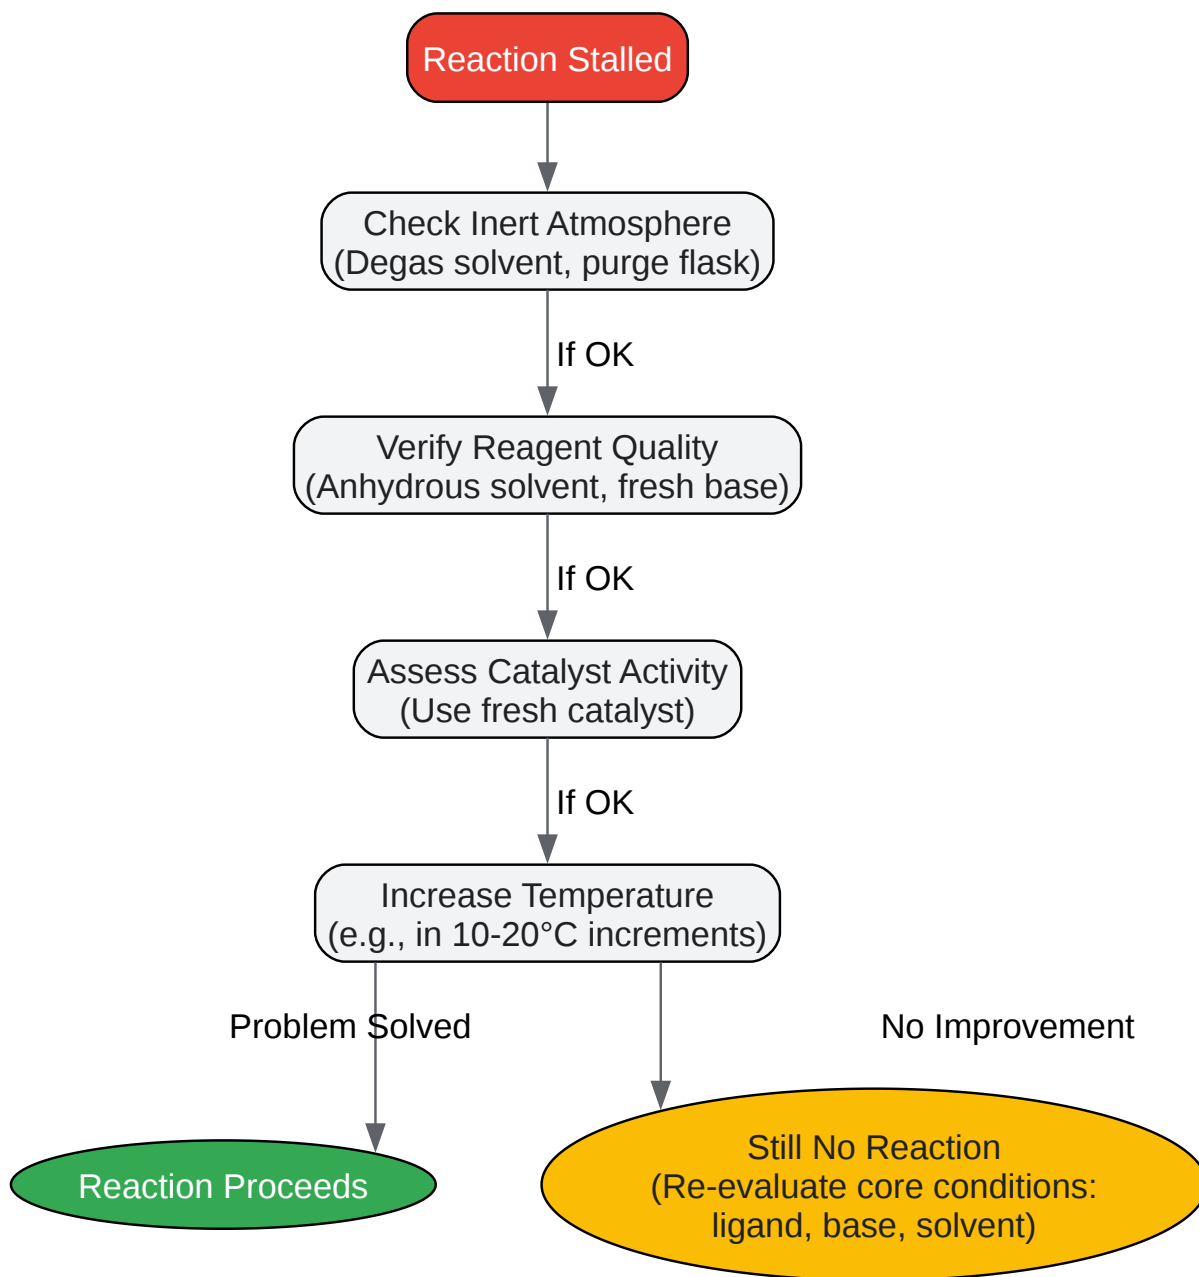 Reaction Stalled
Check Inert Atmosphere
(Degas solvent, purge flask)
If OK
Verify Reagent Quality
(Anhydrous solvent, fresh base)
If OK
Assess Catalyst Activity
(Use fresh catalyst)
If OK
Increase Temperature
(e.g., in 10-20°C increments)
Problem Solved
No Improvement
Reaction Proceeds
Still No Reaction
(Re-evaluate core conditions:
ligand, base, solvent)